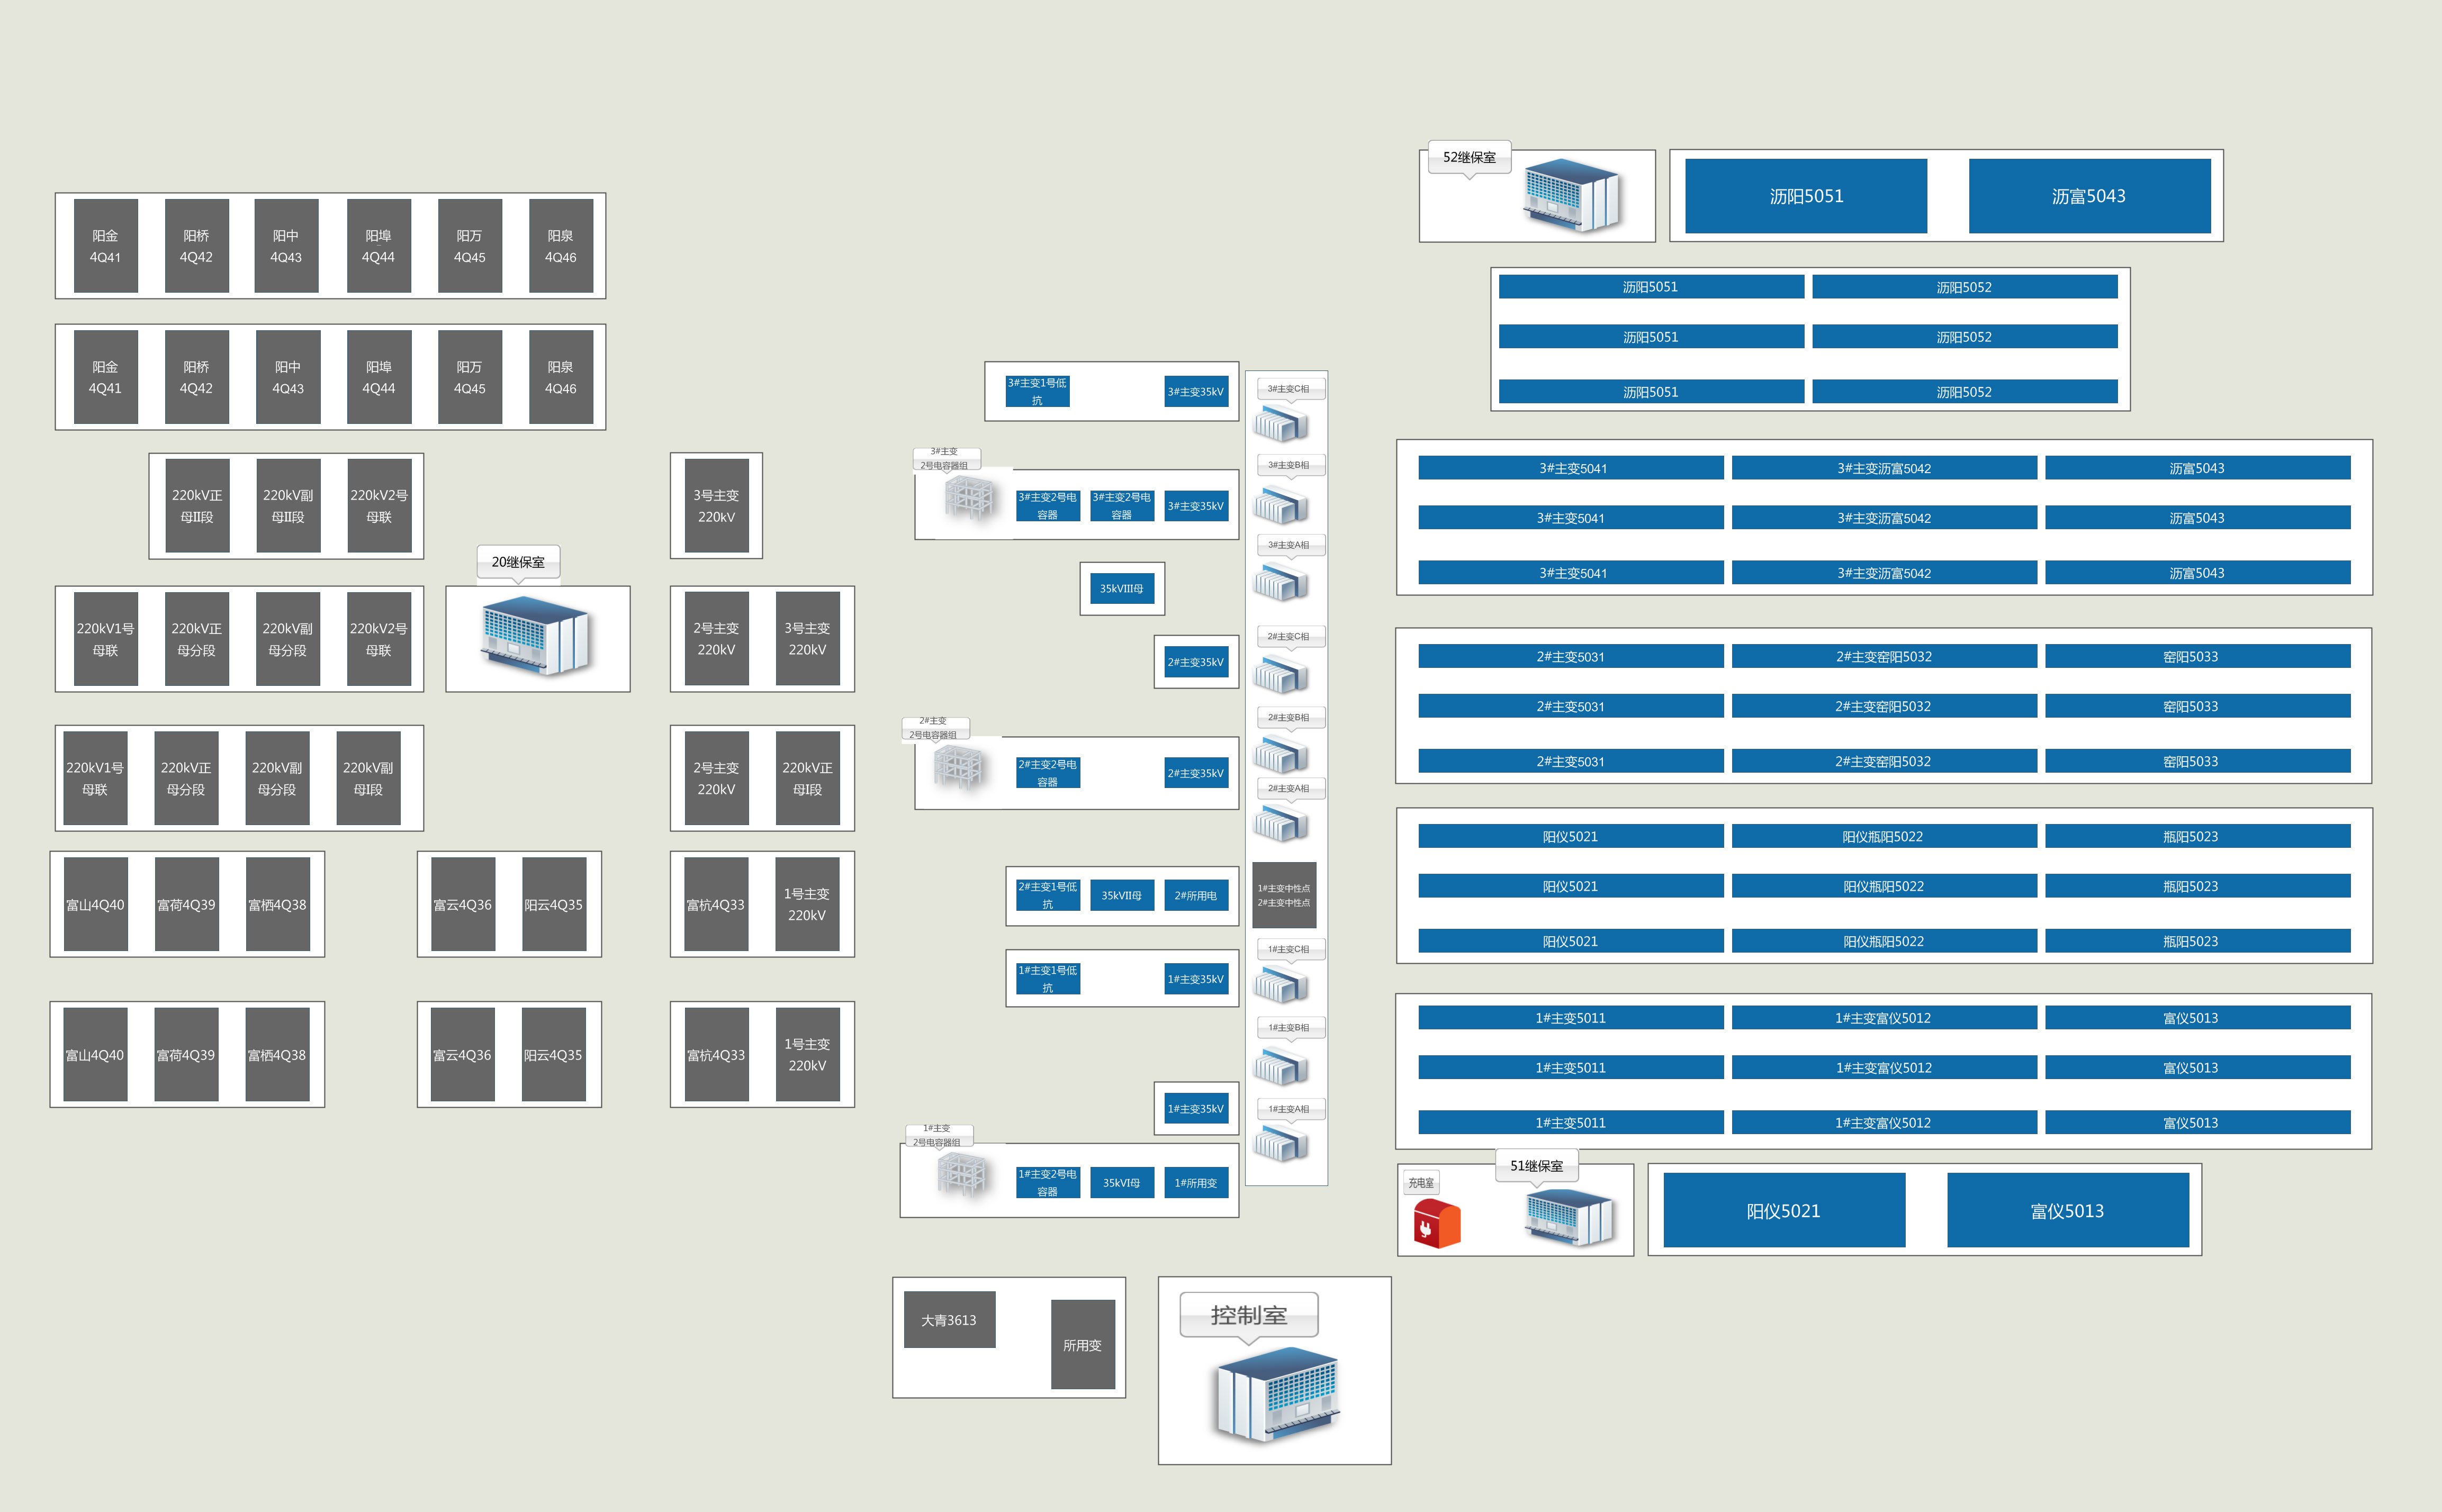 52继保室
沥阳5051
沥富5043
阳金
4Q41
阳桥
4Q42
阳中
4Q43
阳埠
4Q44
阳万
4Q45
阳泉
4Q46
沥阳5051
沥阳5052
沥阳5051
沥阳5052
沥阳5051
沥阳5052
阳金
4Q41
阳桥
4Q42
阳中
4Q43
阳埠
4Q44
阳万
4Q45
阳泉
4Q46
3#主变1号低
抗
3#主变35kV
3#主变C相
220kV正
母II段
220kV副
母II段
220kV2号
母联
3号主变
220kV
3#主变
2号电容器组
3#主变2号电
容器
3#主变2号电
容器
3#主变35kV
3#主变B相
3#主变5041
3#主变沥富5042
沥富5043
3#主变5041
3#主变沥富5042
沥富5043
3#主变5041
3#主变沥富5042
沥富5043
20继保室
3#主变A相
35kVIII母
220kV1号
母联
220kV正
母分段
220kV副
母分段
220kV2号
母联
2号主变
220kV
3号主变
220kV
2#主变35kV
2#主变C相
2#主变5031
2#主变窑阳5032
窑阳5033
2#主变5031
2#主变窑阳5032
窑阳5033
2#主变5031
2#主变窑阳5032
窑阳5033
220kV1号
母联
220kV正
母分段
220kV副
母分段
220kV副
母I段
2号主变
220kV
220kV正
母I段
2#主变
2号电容器组
2#主变2号电
容器
2#主变35kV
2#主变B相
2#主变A相
阳仪5021
阳仪瓶阳5022
瓶阳5023
阳仪5021
阳仪瓶阳5022
瓶阳5023
阳仪5021
阳仪瓶阳5022
瓶阳5023
富山4Q40
富荷4Q39
富栖4Q38
富云4Q36
阳云4Q35
富杭4Q33
1号主变
220kV
2#主变1号低
抗
35kVII母
2#所用电
1#主变中性点
2#主变中性点
1#主变1号低
抗
1#主变35kV
1#主变C相
富山4Q40
富荷4Q39
富栖4Q38
富云4Q36
阳云4Q35
富杭4Q33
1号主变
220kV
1#主变B相
1#主变5011
1#主变富仪5012
富仪5013
1#主变5011
1#主变富仪5012
富仪5013
1#主变5011
1#主变富仪5012
富仪5013
1#主变35kV
1#主变A相
1#主变
2号电容器组
1#主变2号电
容器
35kVI母
1#所用变
充电室
51继保室
阳仪5021
富仪5013
大青3613
所用变
控制室